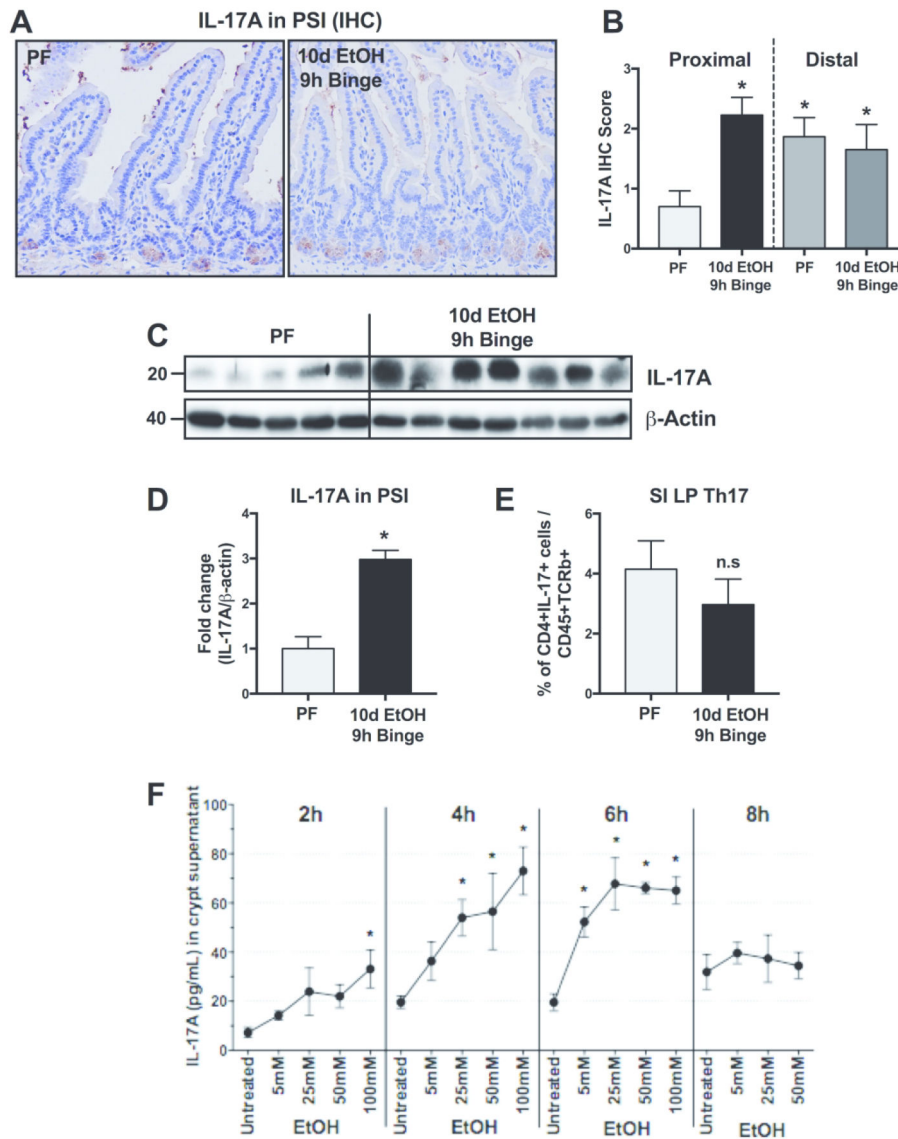 A
IL-17A in PSI (IHC)
PF
10d EtOH
9h Binge
B
Proximal
Distal
IL-17A IHC Score
3
2
1
0
*
*
*
PF
10d EtOH
9h Binge
PF
10d EtOH
9h Binge
C
PF
10d EtOH
9h Binge
20
IL-17A
40
β-Actin
D
IL-17A in PSI
Fold change
(IL-17A/β-actin)
4
3
2
1
0
*
PF
10d EtOH
9h Binge
E
SI LP Th17
% of CD4+IL-17+ cells /
CD45+TCRb+
6
4
2
0
n.s
PF
10d EtOH
9h Binge
F
IL-17A (pg/mL) in crypt supernatant
100
80
60
40
20
0
2h
*
Untreated
5mM
25mM
50mM
100mM
EtOH
4h
*
*
*
Untreated
5mM
25mM
50mM
100mM
EtOH
6h
*
*
*
*
Untreated
5mM
25mM
50mM
100mM
EtOH
8h
Untreated
5mM
25mM
50mM
EtOH